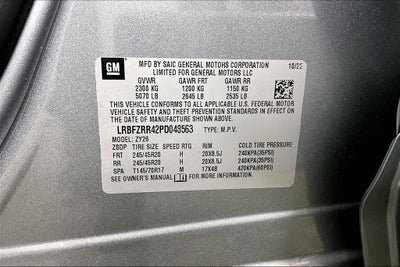 GM
MFD BY SAIC GENERAL MOTORS CORPORATION 10/22
LIMITED FOR GENERAL MOTORS LLC
GVWR GAWR FRT GAWR RR
2300 KG 1200 KG 1150 KG
5070 LB 2645 LB 2535 LB
THIS VEHICLE CONFORMS TO ALL APPLICABLE U.S. FEDERAL MOTOR
VEHICLE SAFETY AND THEFT PREVENTION STANDARDS IN EFFECT ON
THE DATE OF MANUFACTURE SHOWN ABOVE.
LRBFZRR42PD043563 TYPE: M.P.V.
MODEL: ZY26
ZBDP TIRE SIZE SPEED RTG RIM COLD TIRE PRESSURE
FRT 245/45R20 H 20X8.5J 240KPA(35PSI)
RR 245/45R20 H 20X8.5J 240KPA(35PSI)
SPA T145/70R17 M 17X4B 420KPA(60PSI)
SEE OWNER'S MANUAL FOR ADDITIONAL INFORMATION